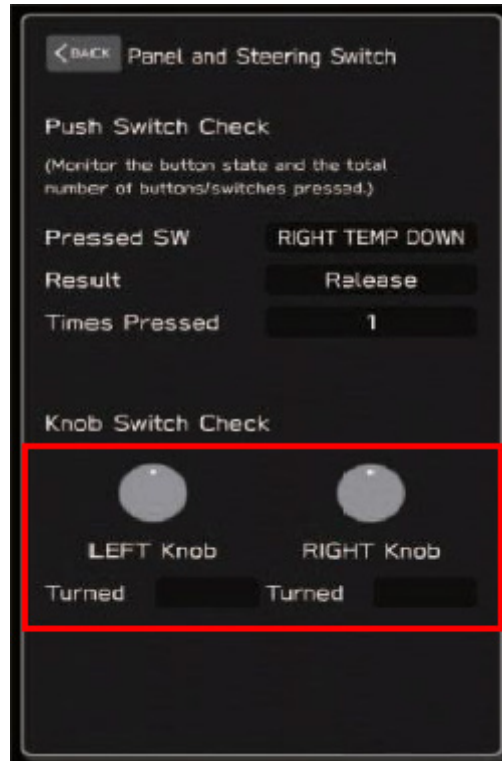 BACK Panel and Steering Switch
Push Switch Check
(Monitor the button state and the total
number of buttons/switches pressed.)
Pressed SW RIGHT TEMP DOWN
Result Release
Times Pressed 1
Knob Switch Check
LEFT Knob RIGHT Knob
Turned Turned